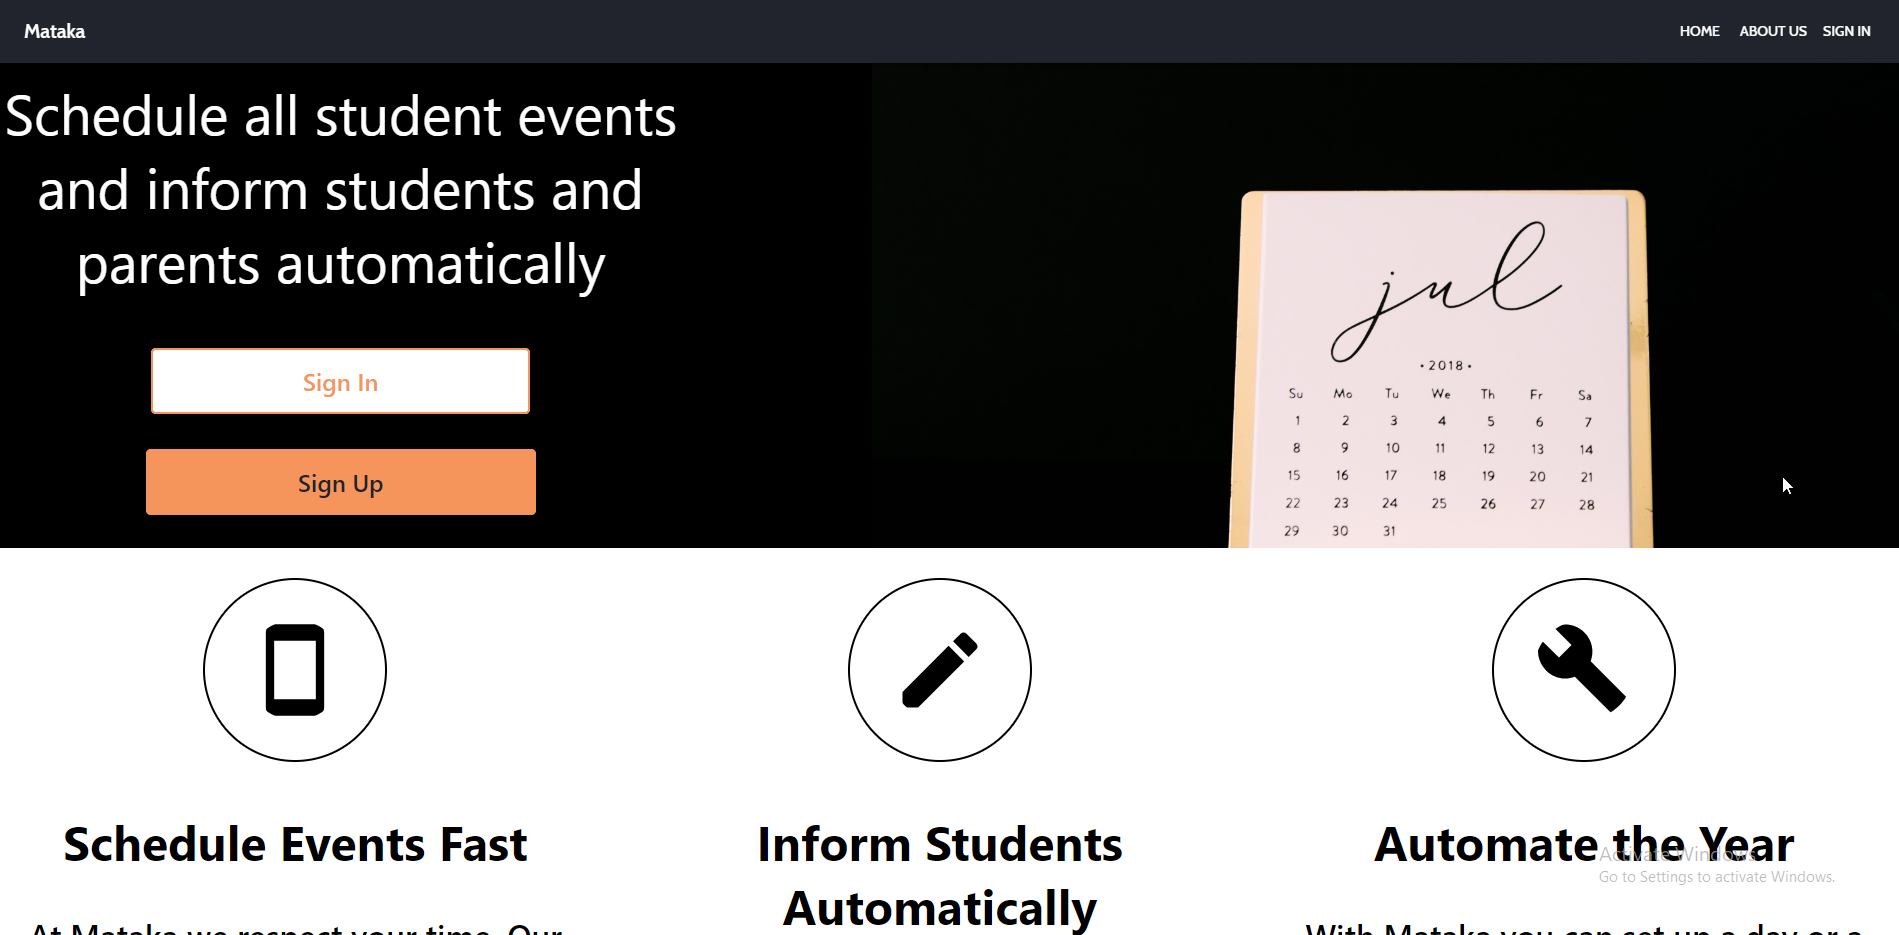 Mataka
HOME ABOUT US SIGN IN
Schedule all student events
and inform students and
parents automatically
Sign In
Sign Up
jul
• 2018 •
Su Mo Tu We Th Fr Sa
1 2 3 4 5 6 7
8 9 10 11 12 13 14
15 16 17 18 19 20 21
22 23 24 25 26 27 28
29 30 31
Schedule Events Fast
At Mataka we respect your time. Our
Inform Students
Automatically
Automate the Year
With Mataka you can set up a day or a
Activate Windows
Go to Settings to activate Windows.